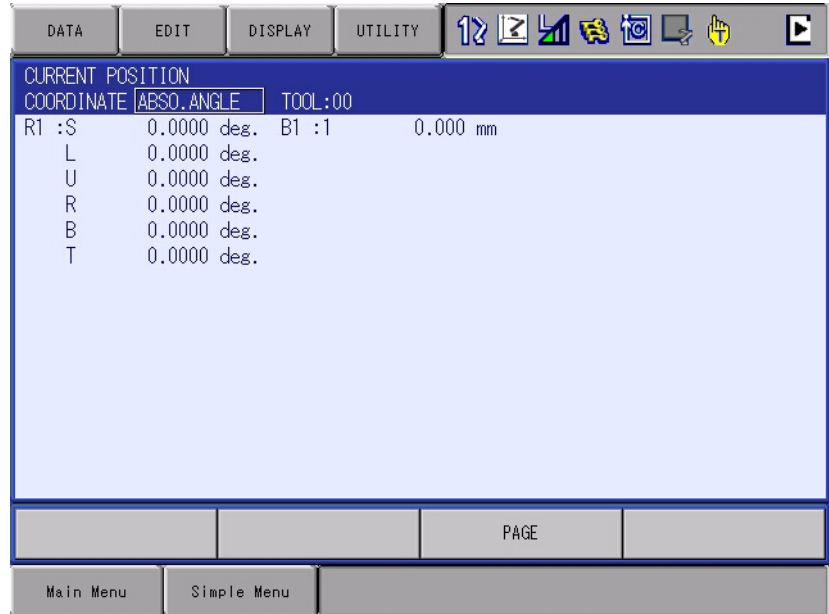 DATA EDIT DISPLAY UTILITY
CURRENT POSITION
COORDINATE ABSO.ANGLE TOOL:00
R1 :S 0.0000 deg. B1 :1 0.000 mm
L 0.0000 deg.
U 0.0000 deg.
R 0.0000 deg.
B 0.0000 deg.
T 0.0000 deg.
PAGE
Main Menu Simple Menu